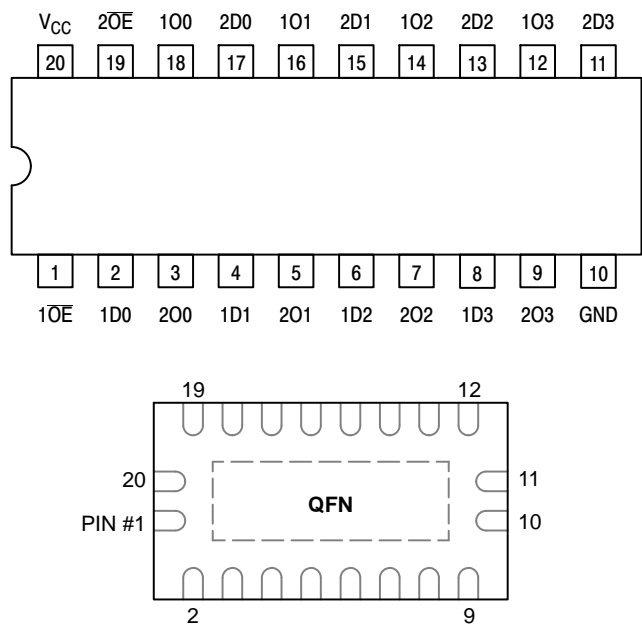 VCC 2O̅E̅ 1O0 2D0 1O1 2D1 1O2 2D2 1O3 2D3
20 19 18 17 16 15 14 13 12 11
1 2 3 4 5 6 7 8 9 10
1O̅E̅ 1D0 2O0 1D1 2O1 1D2 2O2 1D3 2O3 GND
19 12
20 11
QFN
PIN #1 10
2 9